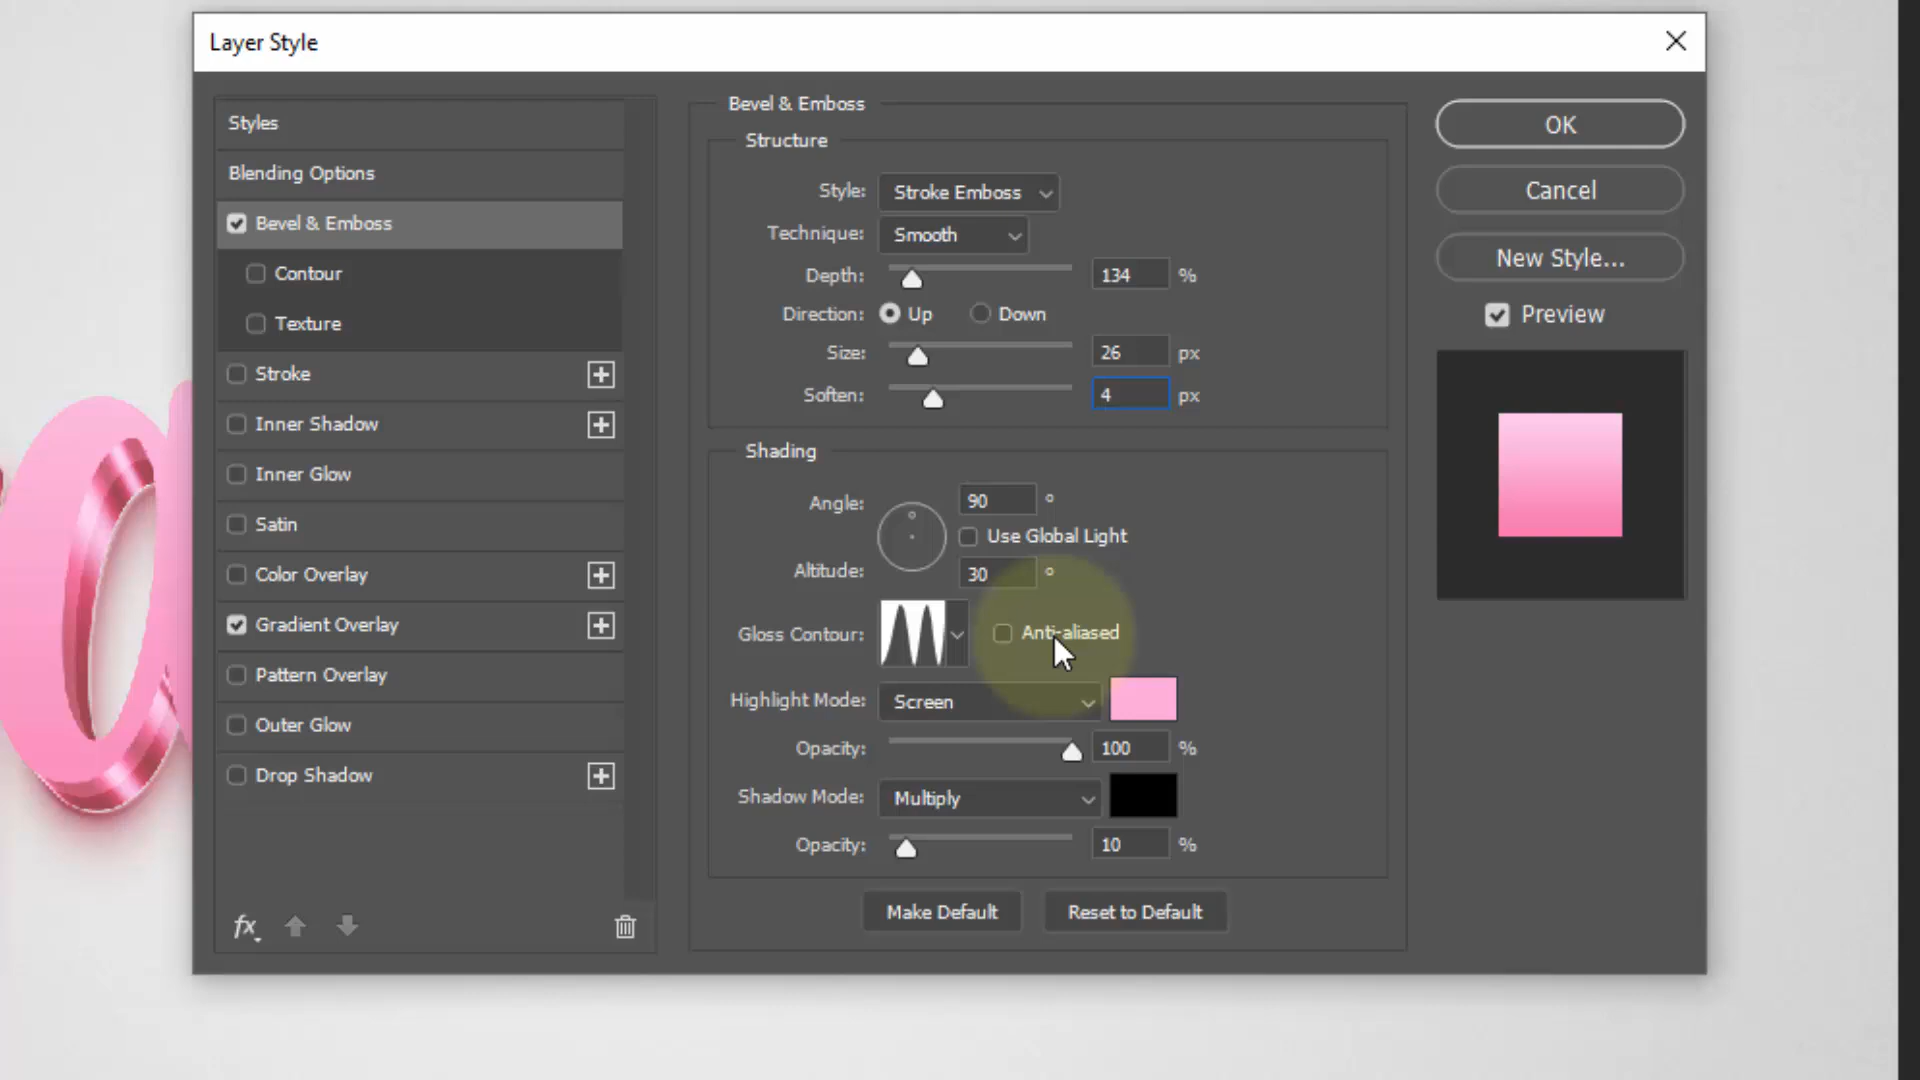 Layer Style
Styles
Blending Options
Bevel & Emboss
Contour
Texture
Stroke
Inner Shadow
Inner Glow
Satin
Color Overlay
Gradient Overlay
Pattern Overlay
Outer Glow
Drop Shadow
fx
Bevel & Emboss
Structure
Style: Stroke Emboss
Technique: Smooth
Depth: 134 %
Direction: Up Down
Size: 26 px
Soften: 4 px
Shading
Angle: 90 °
Use Global Light
Altitude: 30 °
Gloss Contour: Anti-aliased
Highlight Mode: Screen
Opacity: 100 %
Shadow Mode: Multiply
Opacity: 10 %
Make Default Reset to Default
OK
Cancel
New Style...
Preview